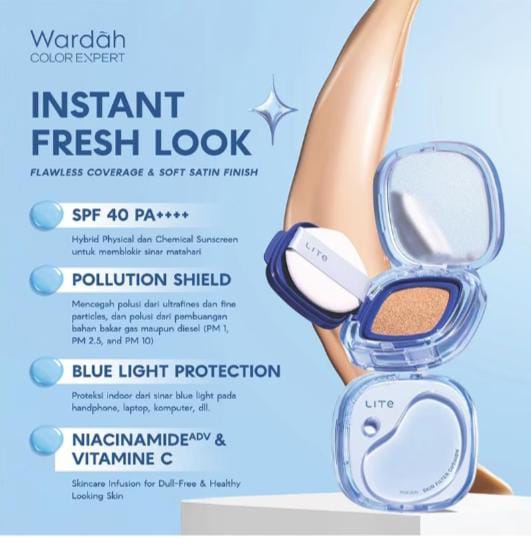 Wardah
COLOR EXPERT
INSTANT
FRESH LOOK
FLAWLESS COVERAGE & SOFT SATIN FINISH
SPF 40 PA++++
Hybrid Physical dan Chemical Sunscreen
untuk memblokir sinar matahari
POLLUTION SHIELD
Mencegah polusi dari ultrafines dan fine
particles, dan polusi dari pembuangan
bahan bakar gas maupun diesel (PM 1,
PM 2.5, and PM 10)
BLUE LIGHT PROTECTION
Proteksi indoor dari sinar blue light pada
handphone, laptop, komputer, dll.
NIACINAMIDEᴬᴰⱽ &
VITAMINE C
Skincare Infusion for Dull-Free & Healthy
Looking Skin
LITe
LITe
SKIN FILTER CUSHION